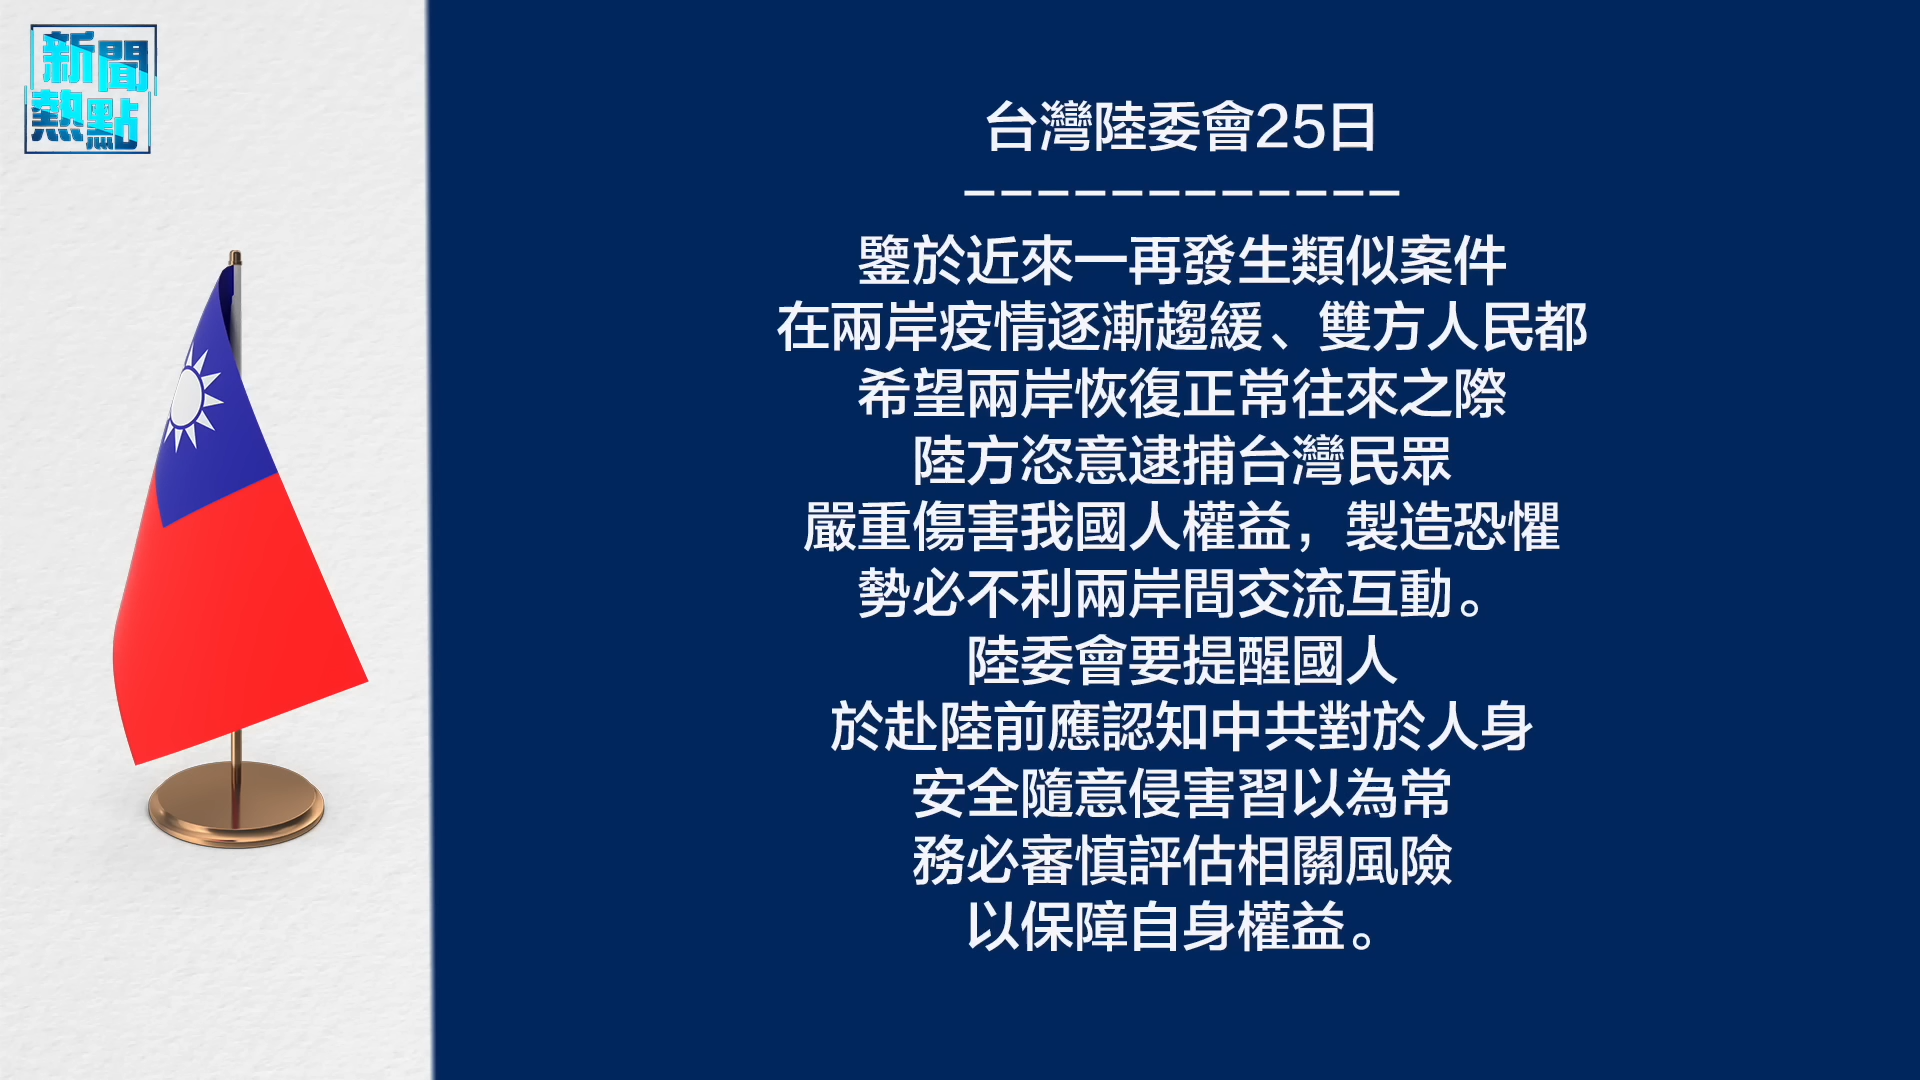 新聞
熱點
台灣陸委會25日
————————————
鑒於近來一再發生類似案件
在兩岸疫情逐漸趨緩、雙方人民都
希望兩岸恢復正常往來之際
陸方恣意逮捕台灣民眾
嚴重傷害我國人權益，製造恐懼
勢必不利兩岸間交流互動。
陸委會要提醒國人
於赴陸前應認知中共對於人身
安全隨意侵害習以為常
務必審慎評估相關風險
以保障自身權益。